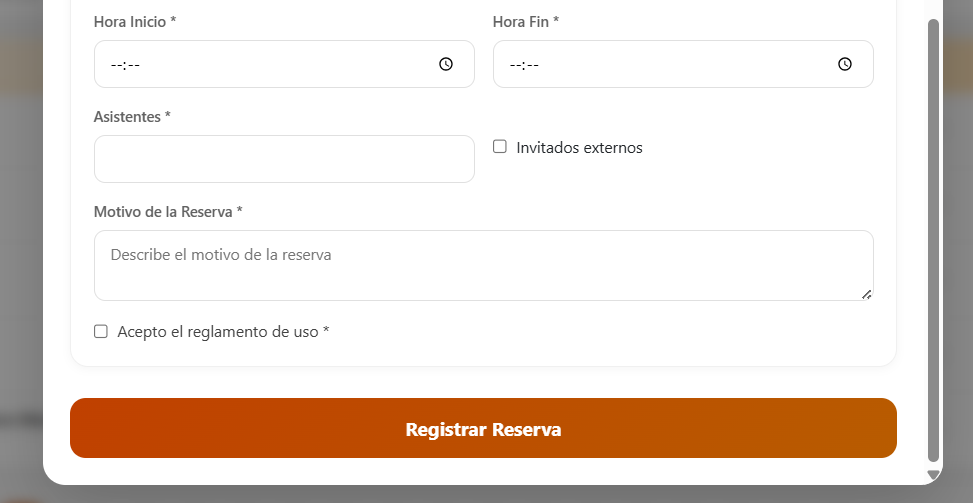 Hora Inicio *
Hora Fin *
--:--
--:--
Asistentes *
Invitados externos
Motivo de la Reserva *
Describe el motivo de la reserva
Acepto el reglamento de uso *
Registrar Reserva